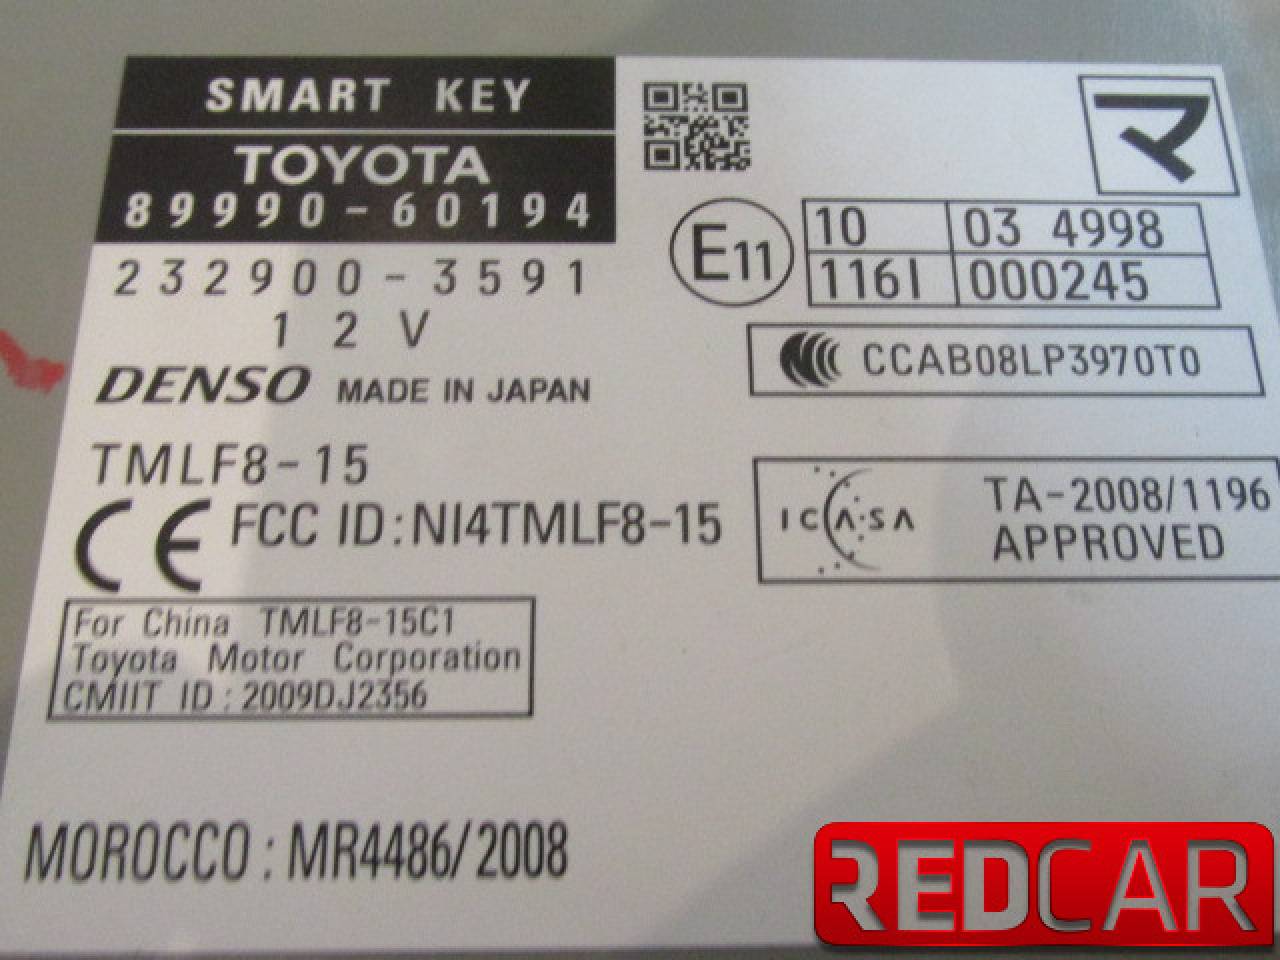 SMART KEY
TOYOTA
89990-60194
232900-3591
12V
DENSO MADE IN JAPAN
TMLF8-15
CE FCC ID:NI4TMLF8-15
For China TMLF8-15C1
Toyota Motor Corporation
CMIIT ID:2009DJ2356
MOROCCO:MR4486/2008
マ
E11
10 03 4998
116I 000245
CCAB08LP3970T0
ICASA
TA-2008/1196
APPROVED
REDCAR